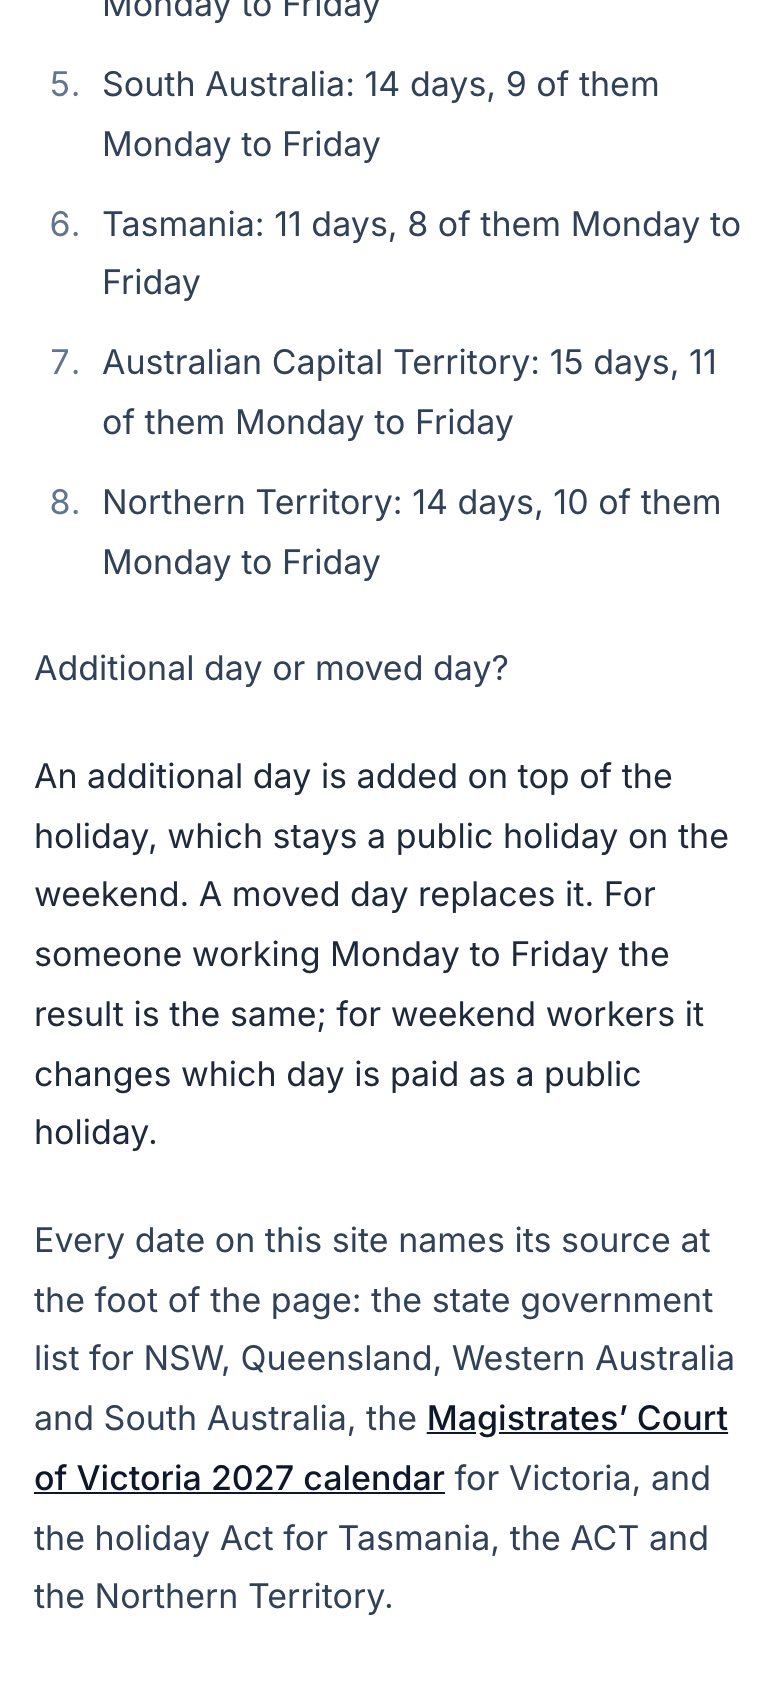 Monday to Friday
5. South Australia: 14 days, 9 of them
Monday to Friday
6. Tasmania: 11 days, 8 of them Monday to
Friday
7. Australian Capital Territory: 15 days, 11
of them Monday to Friday
8. Northern Territory: 14 days, 10 of them
Monday to Friday
Additional day or moved day?
An additional day is added on top of the
holiday, which stays a public holiday on the
weekend. A moved day replaces it. For
someone working Monday to Friday the
result is the same; for weekend workers it
changes which day is paid as a public
holiday.
Every date on this site names its source at
the foot of the page: the state government
list for NSW, Queensland, Western Australia
and South Australia, the Magistrates’ Court
of Victoria 2027 calendar for Victoria, and
the holiday Act for Tasmania, the ACT and
the Northern Territory.